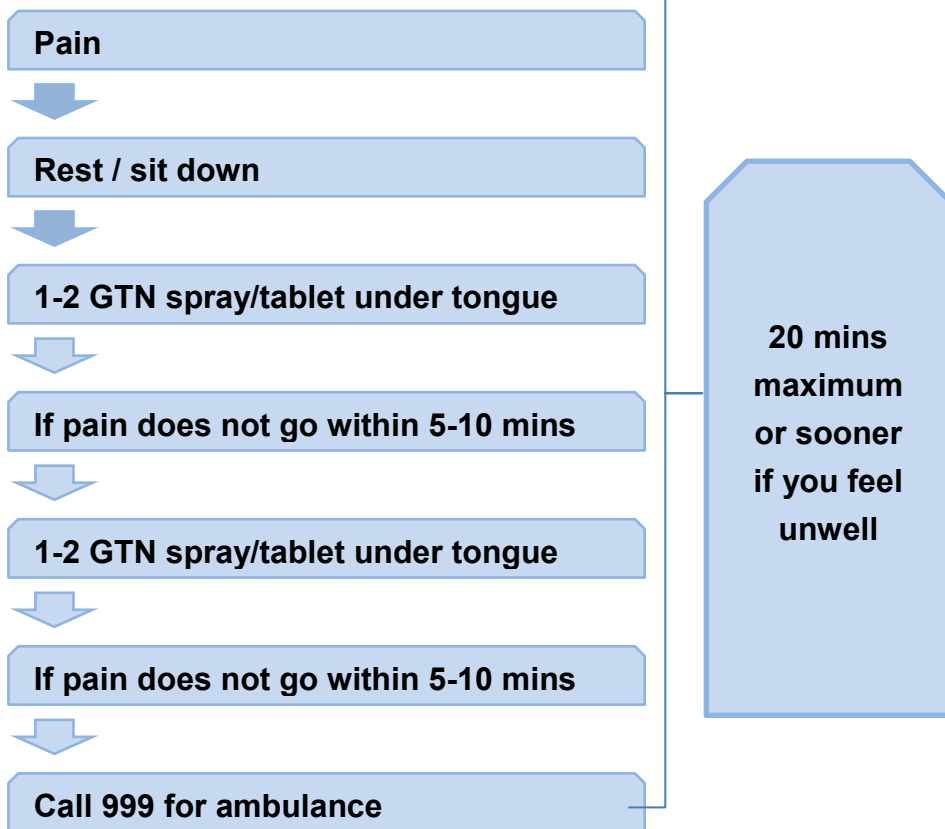 Pain
Rest / sit down
1-2 GTN spray/tablet under tongue
If pain does not go within 5-10 mins
1-2 GTN spray/tablet under tongue
If pain does not go within 5-10 mins
Call 999 for ambulance
20 mins
maximum
or sooner
if you feel
unwell